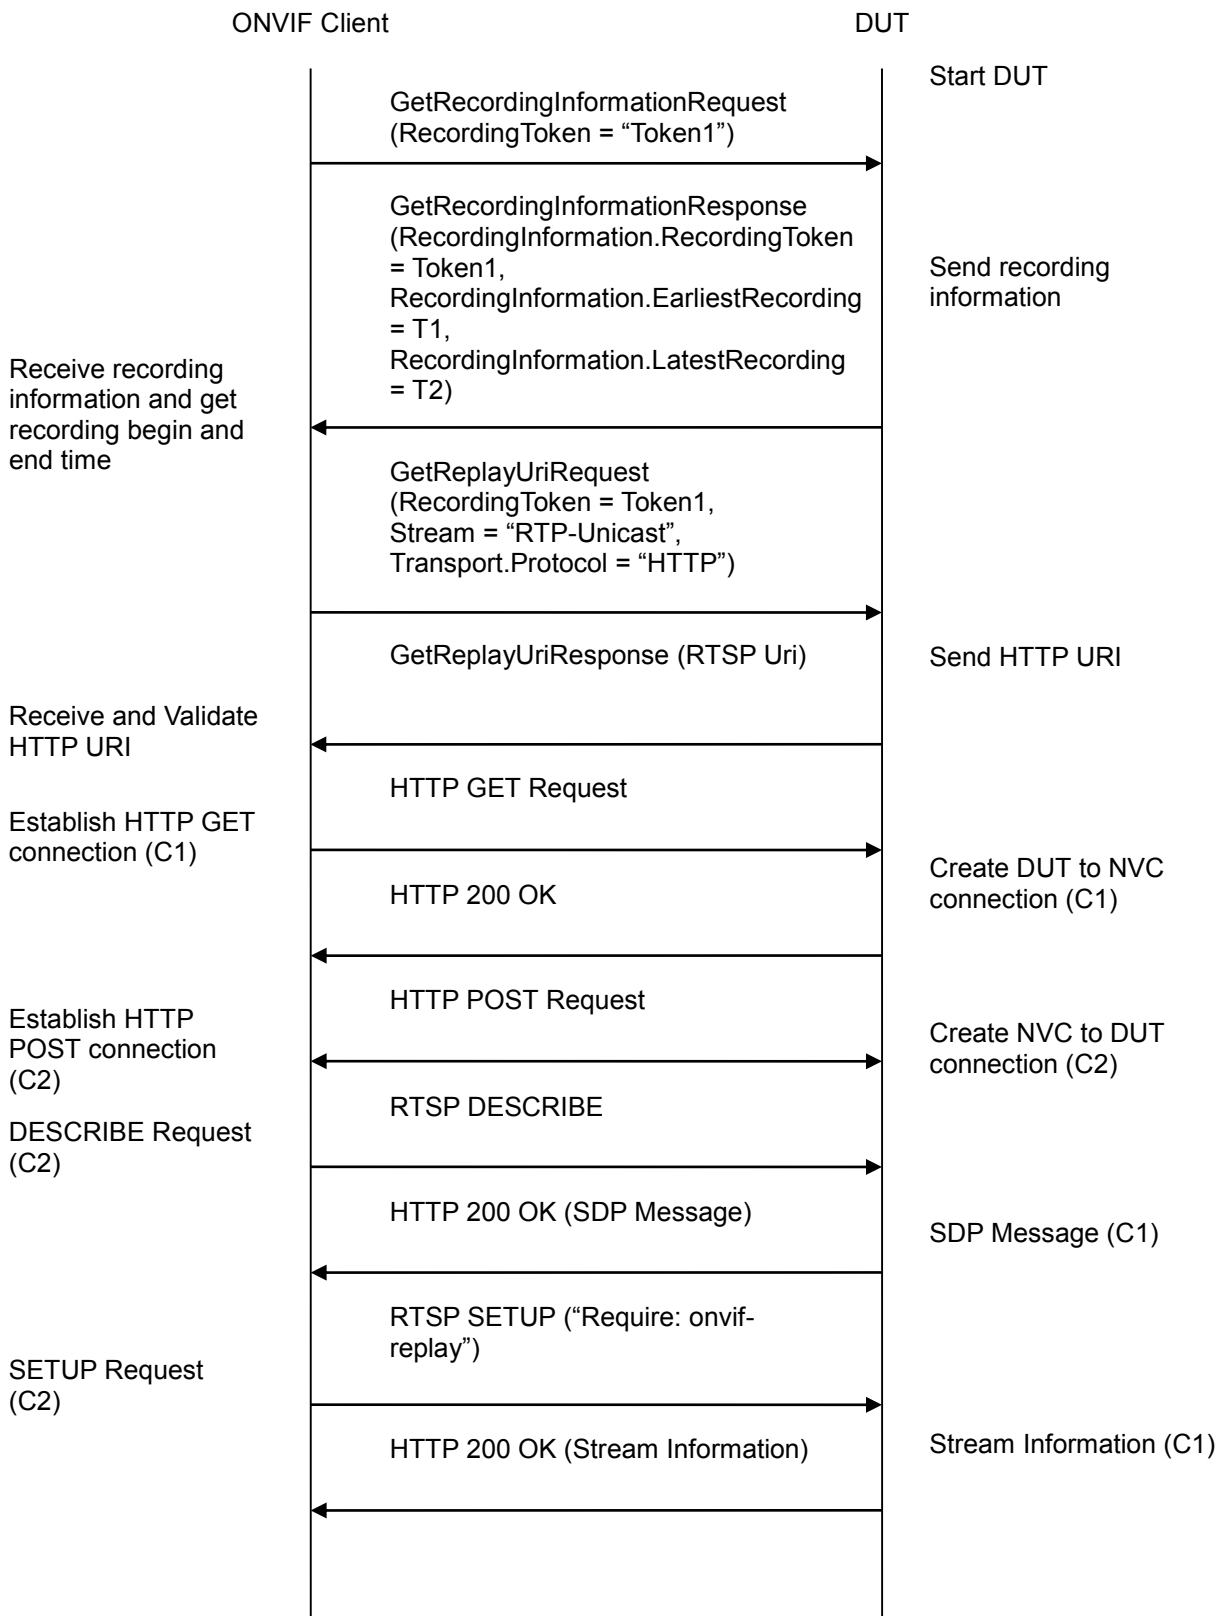 ONVIF Client
DUT
Start DUT
GetRecordingInformationRequest
(RecordingToken = “Token1”)
GetRecordingInformationResponse
(RecordingInformation.RecordingToken
= Token1,
RecordingInformation.EarliestRecording
= T1,
RecordingInformation.LatestRecording
= T2)
Send recording
information
Receive recording
information and get
recording begin and
end time
GetReplayUriRequest
(RecordingToken = Token1,
Stream = “RTP-Unicast”,
Transport.Protocol = “HTTP”)
GetReplayUriResponse (RTSP Uri)
Send HTTP URI
Receive and Validate
HTTP URI
HTTP GET Request
Establish HTTP GET
connection (C1)
HTTP 200 OK
Create DUT to NVC
connection (C1)
HTTP POST Request
Establish HTTP
POST connection
(C2)
Create NVC to DUT
connection (C2)
RTSP DESCRIBE
DESCRIBE Request
(C2)
HTTP 200 OK (SDP Message)
SDP Message (C1)
RTSP SETUP (“Require: onvif-
replay”)
SETUP Request
(C2)
HTTP 200 OK (Stream Information)
Stream Information (C1)